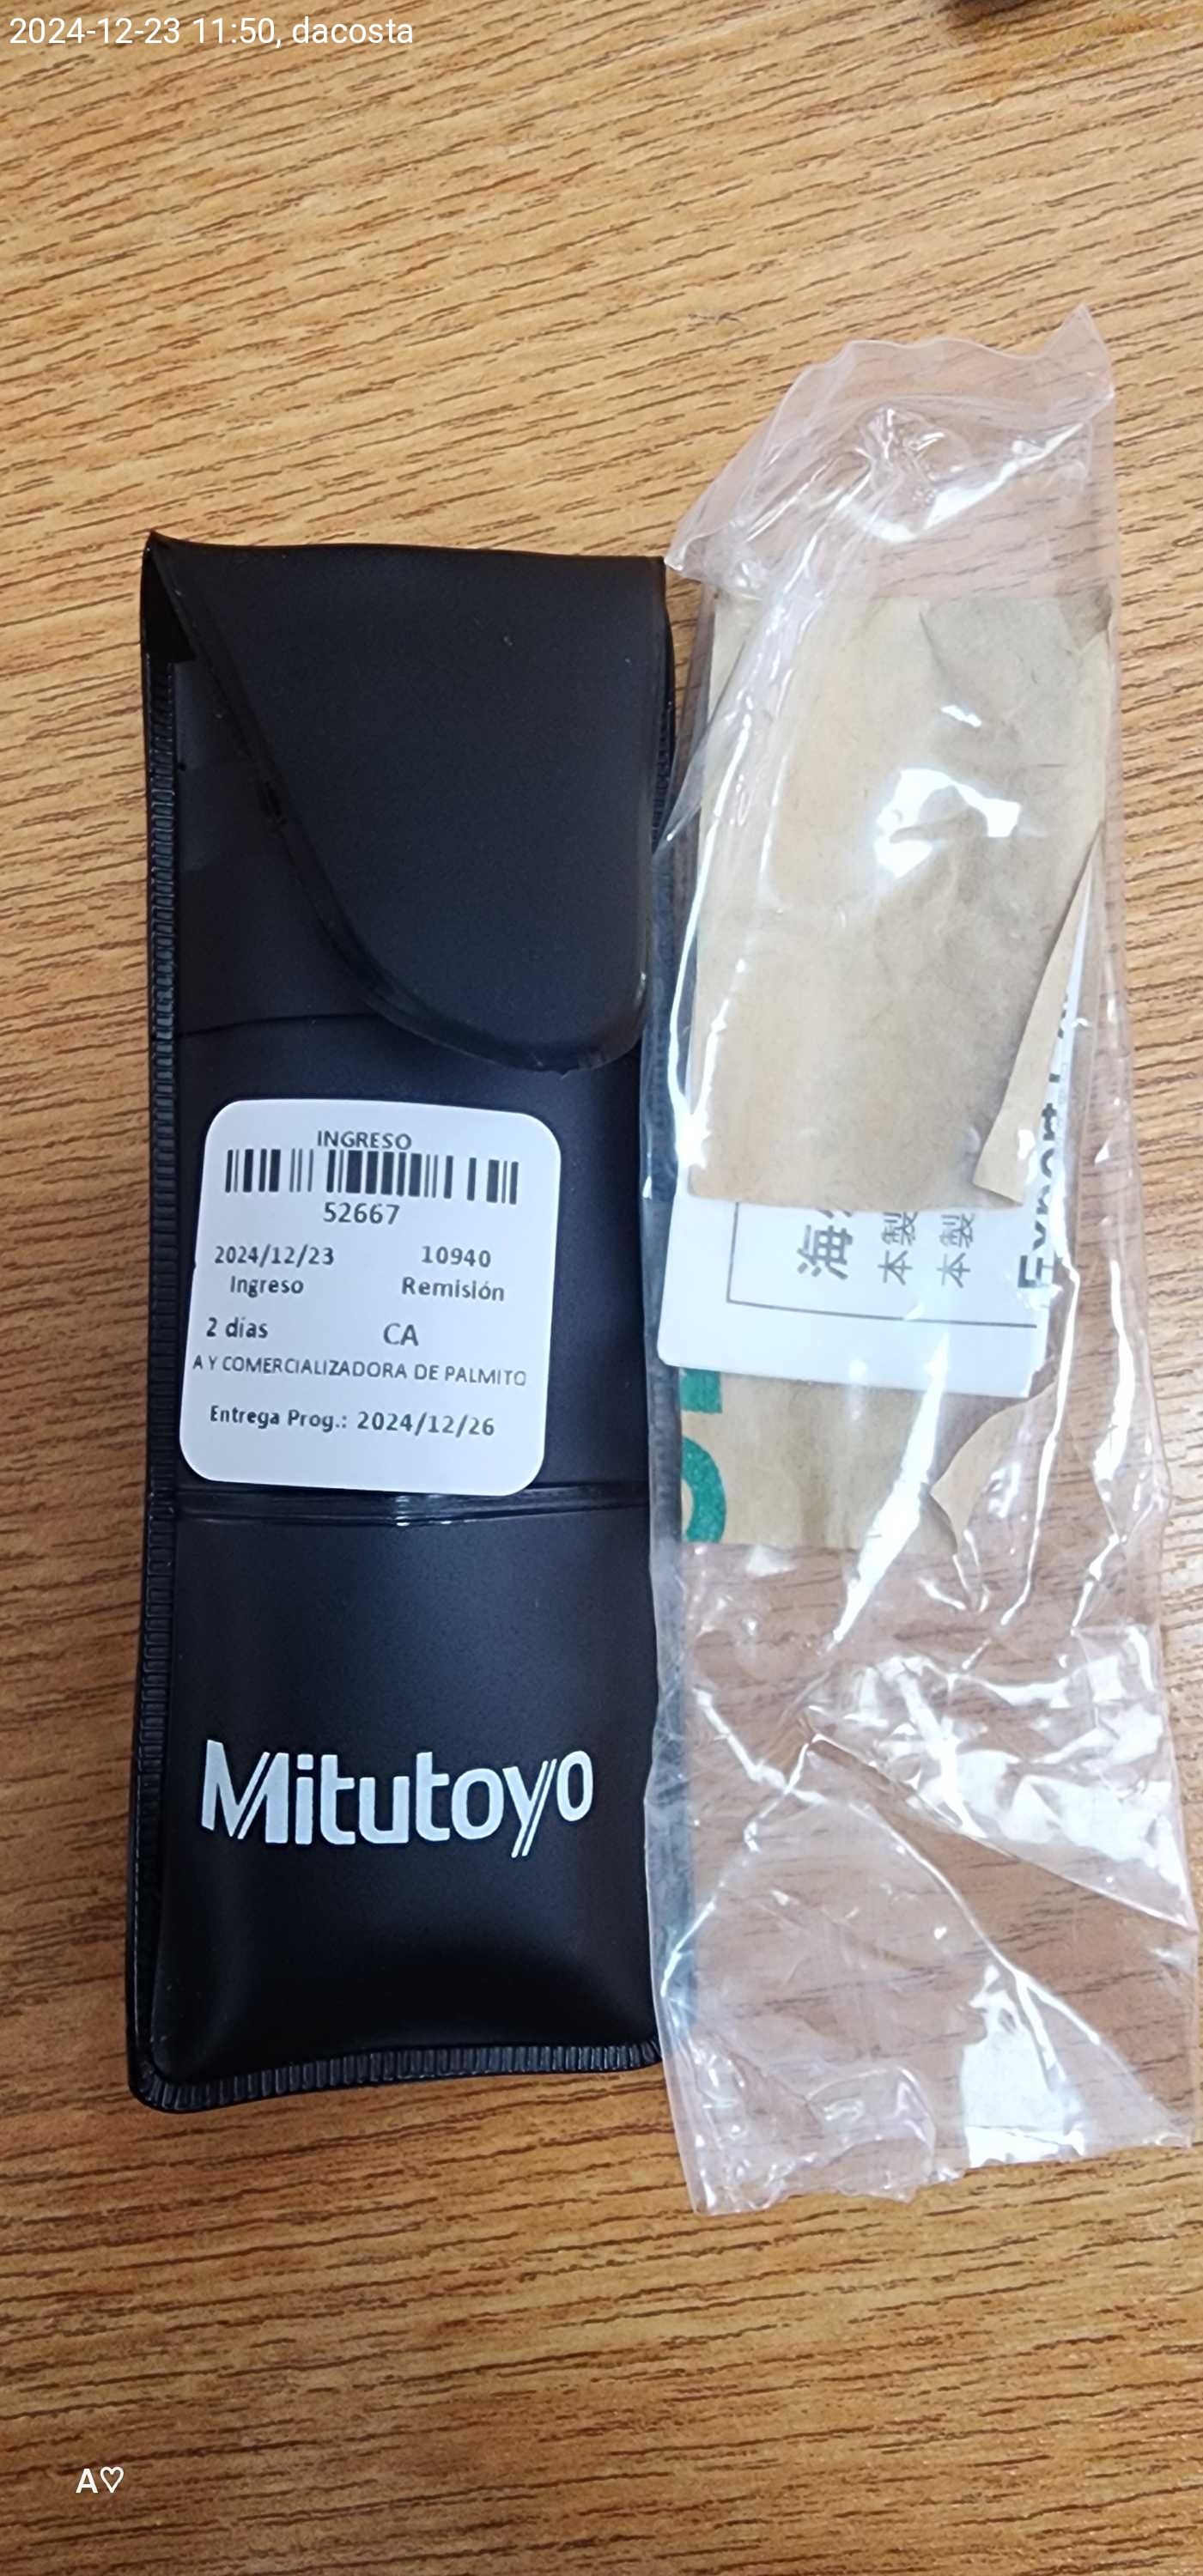 2024-12-23 11:50, dacosta
INGRESO
52667
2024/12/23 10940
Ingreso Remisión
2 días CA
A Y COMERCIALIZADORA DE PALMITO
Entrega Prog.: 2024/12/26
Mitutoyo
海
本製
本製
Export
A♡